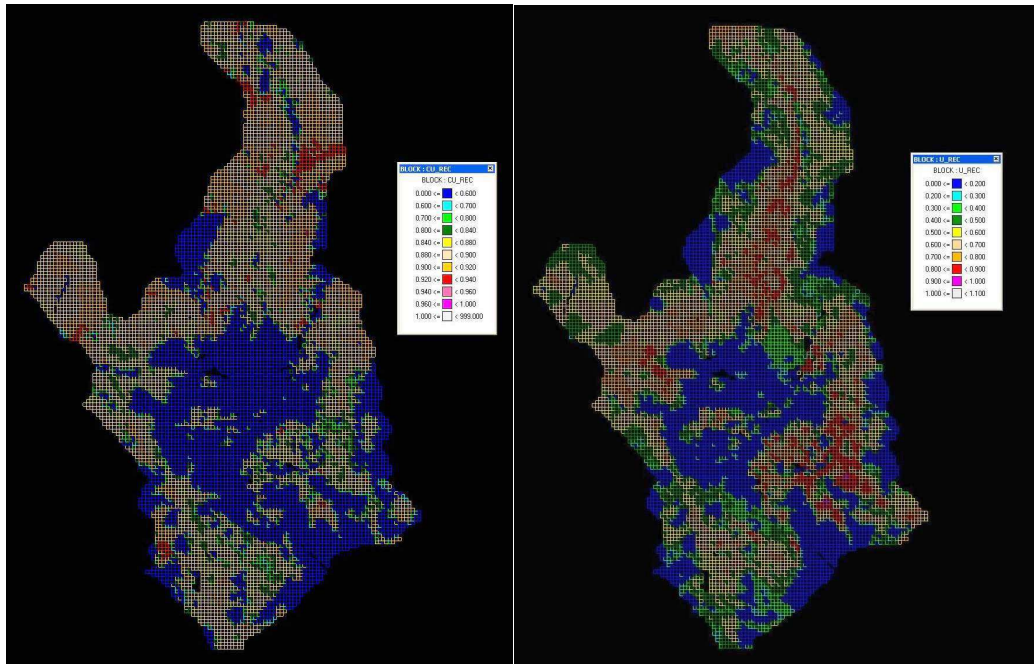 BLOCK : CU_REC
BLOCK : CU_REC
0.000 <= < 0.600
0.600 <= < 0.700
0.700 <= < 0.800
0.800 <= < 0.840
0.840 <= < 0.880
0.880 <= < 0.900
0.900 <= < 0.920
0.920 <= < 0.940
0.940 <= < 0.960
0.960 <= < 1.000
1.000 <= < 999.000
BLOCK : U_REC
BLOCK : U_REC
0.000 <= < 0.200
0.200 <= < 0.300
0.300 <= < 0.400
0.400 <= < 0.500
0.500 <= < 0.600
0.600 <= < 0.700
0.700 <= < 0.800
0.800 <= < 0.900
0.900 <= < 1.000
1.000 <= < 1.100